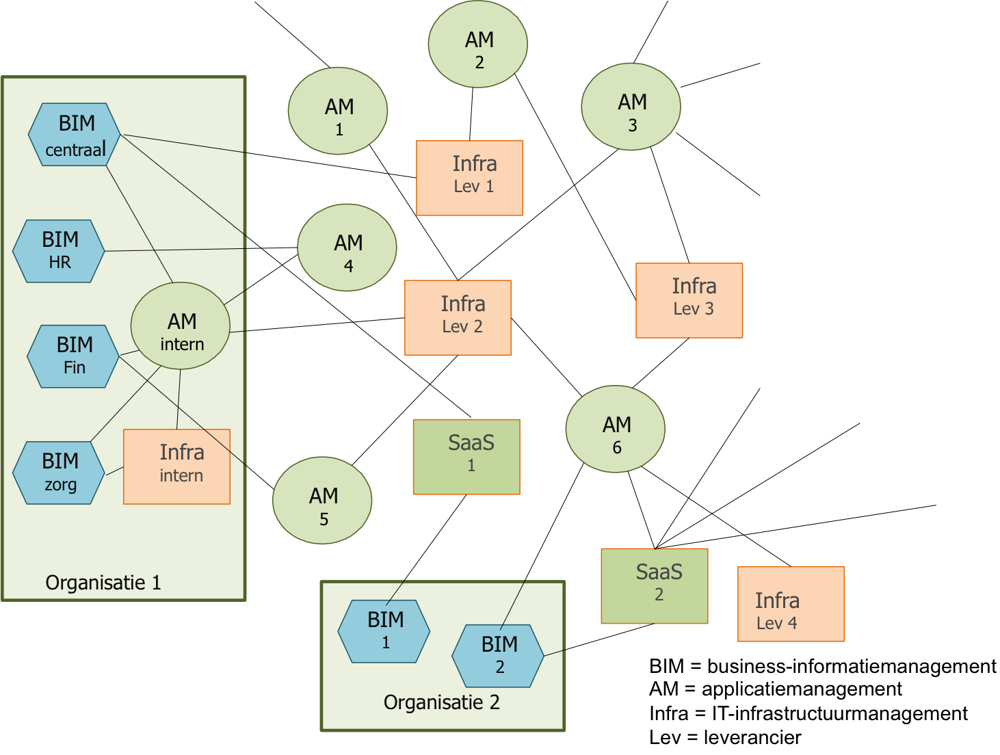 AM
2
AM
1
AM
3
BIM
centraal
Infra
Lev 1
BIM
HR
AM
4
Infra
Lev 2
Infra
Lev 3
AM
intern
BIM
Fin
BIM
zorg
Infra
intern
SaaS
1
AM
6
AM
5
Organisatie 1
SaaS
2
Infra
Lev 4
BIM
1
BIM
2
Organisatie 2
BIM = business-informatiemanagement
AM = applicatiemanagement
Infra = IT-infrastructuurmanagement
Lev = leverancier